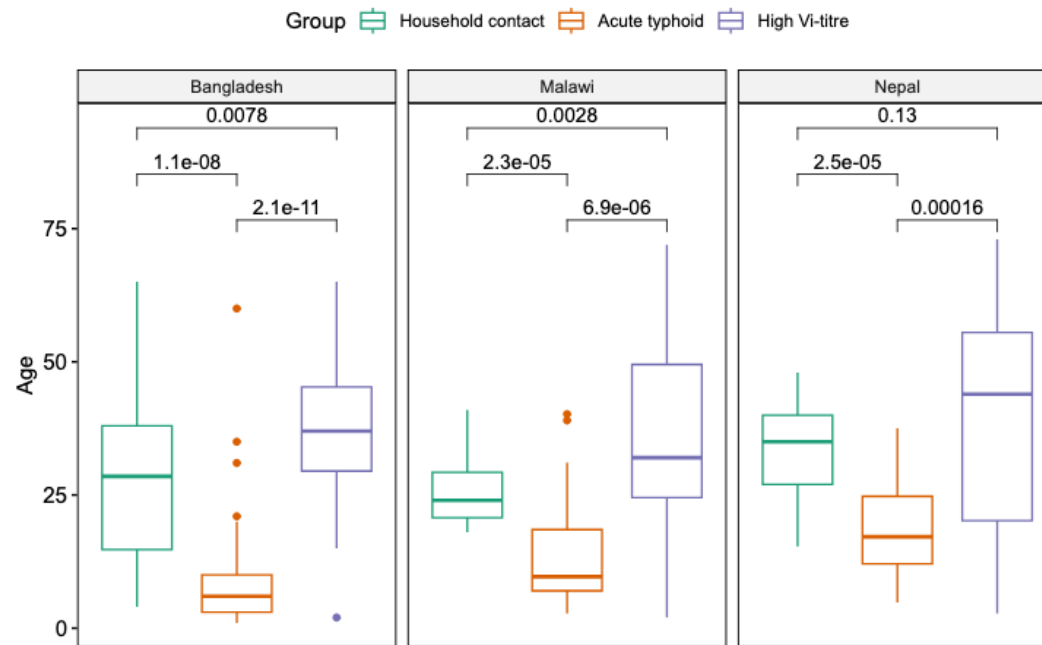 Group Household contact Acute typhoid High Vi-titre
Bangladesh Malawi Nepal
0.0078 0.0028 0.13
1.1e-08 2.3e-05 2.5e-05
2.1e-11 6.9e-06 0.00016
75
50
Age
25
0